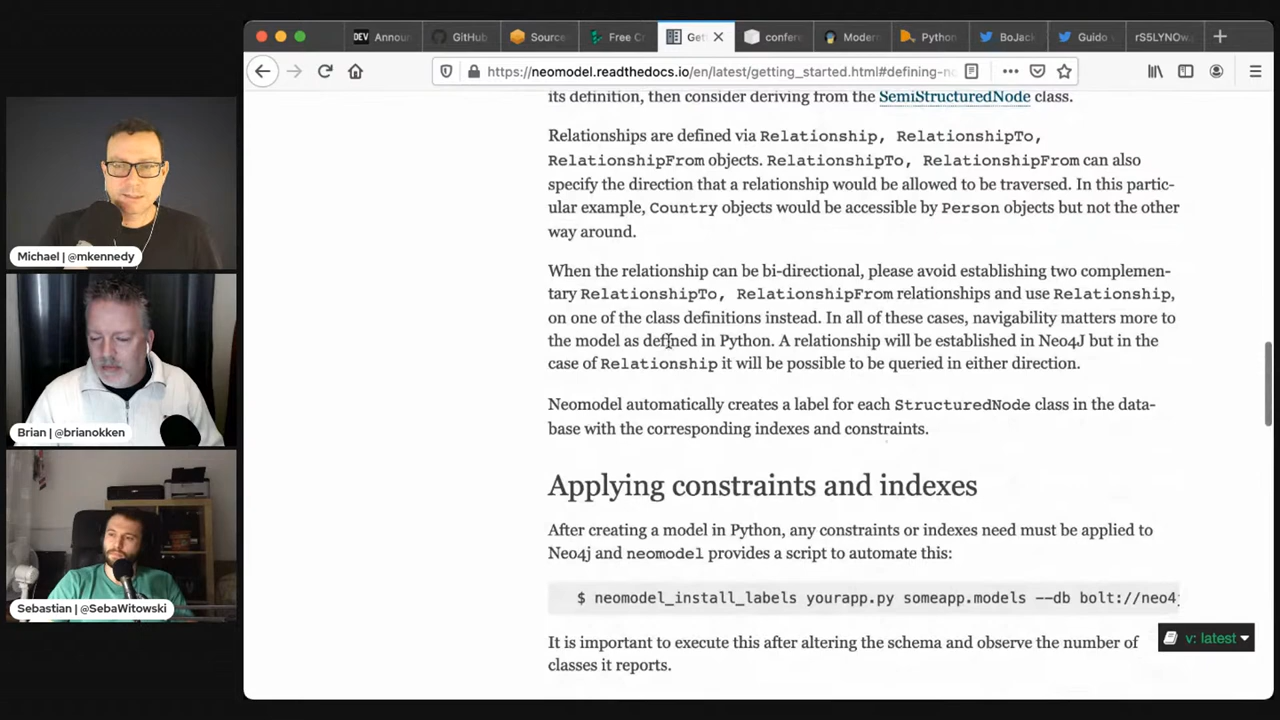 DEV Annou
GitHub
Source
Free C
Get
confere
Modern
Python
BoJack
Guido
rS5LYNOw
https://neomodel.readthedocs.io/en/latest/getting_started.html#defining-n
its definition, then consider deriving from the SemiStructuredNode class.
Relationships are defined via Relationship, RelationshipTo,
RelationshipFrom objects. RelationshipTo, RelationshipFrom can also
specify the direction that a relationship would be allowed to be traversed. In this partic-
ular example, Country objects would be accessible by Person objects but not the other
way around.
When the relationship can be bi-directional, please avoid establishing two complemen-
tary RelationshipTo, RelationshipFrom relationships and use Relationship,
on one of the class definitions instead. In all of these cases, navigability matters more to
the model as defined in Python. A relationship will be established in Neo4J but in the
case of Relationship it will be possible to be queried in either direction.
Neomodel automatically creates a label for each StructuredNode class in the data-
base with the corresponding indexes and constraints.
Applying constraints and indexes
After creating a model in Python, any constraints or indexes need must be applied to
Neo4j and neomodel provides a script to automate this:
$ neomodel_install_labels yourapp.py someapp.models --db bolt://neo4
It is important to execute this after altering the schema and observe the number of
classes it reports.
v: latest
Michael | @mkennedy
Brian | @brianokken
Sebastian | @SebaWitowski